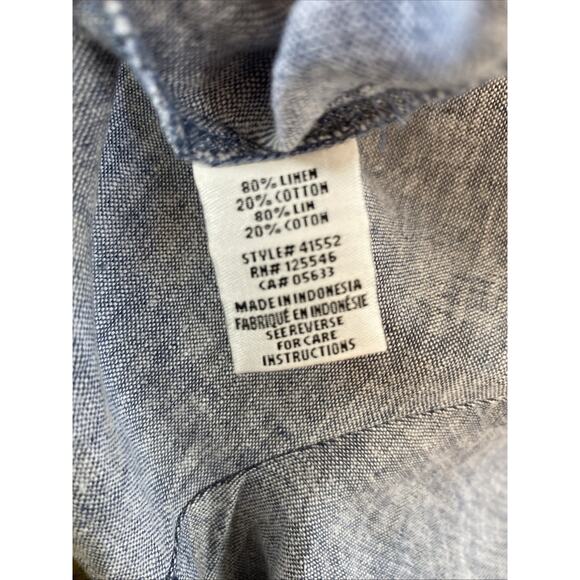 80% LINEN
20% COTTON
80% LIN
20% COTON
STYLE# 41552
RN# 125546
CA# 05633
MADE IN INDONESIA
FABRIQUÉ EN INDONÉSIE
SEE REVERSE
FOR CARE
INSTRUCTIONS